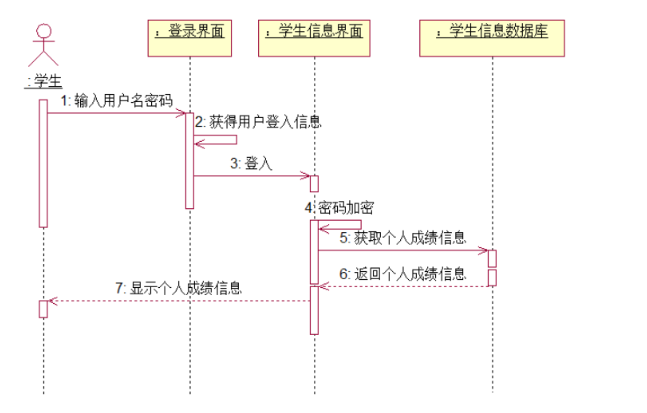 ：登录界面
：学生信息界面
：学生信息数据库
: 学生
1: 输入用户名密码
2: 获得用户登入信息
3: 登入
4: 密码加密
5: 获取个人成绩信息
6: 返回个人成绩信息
7: 显示个人成绩信息